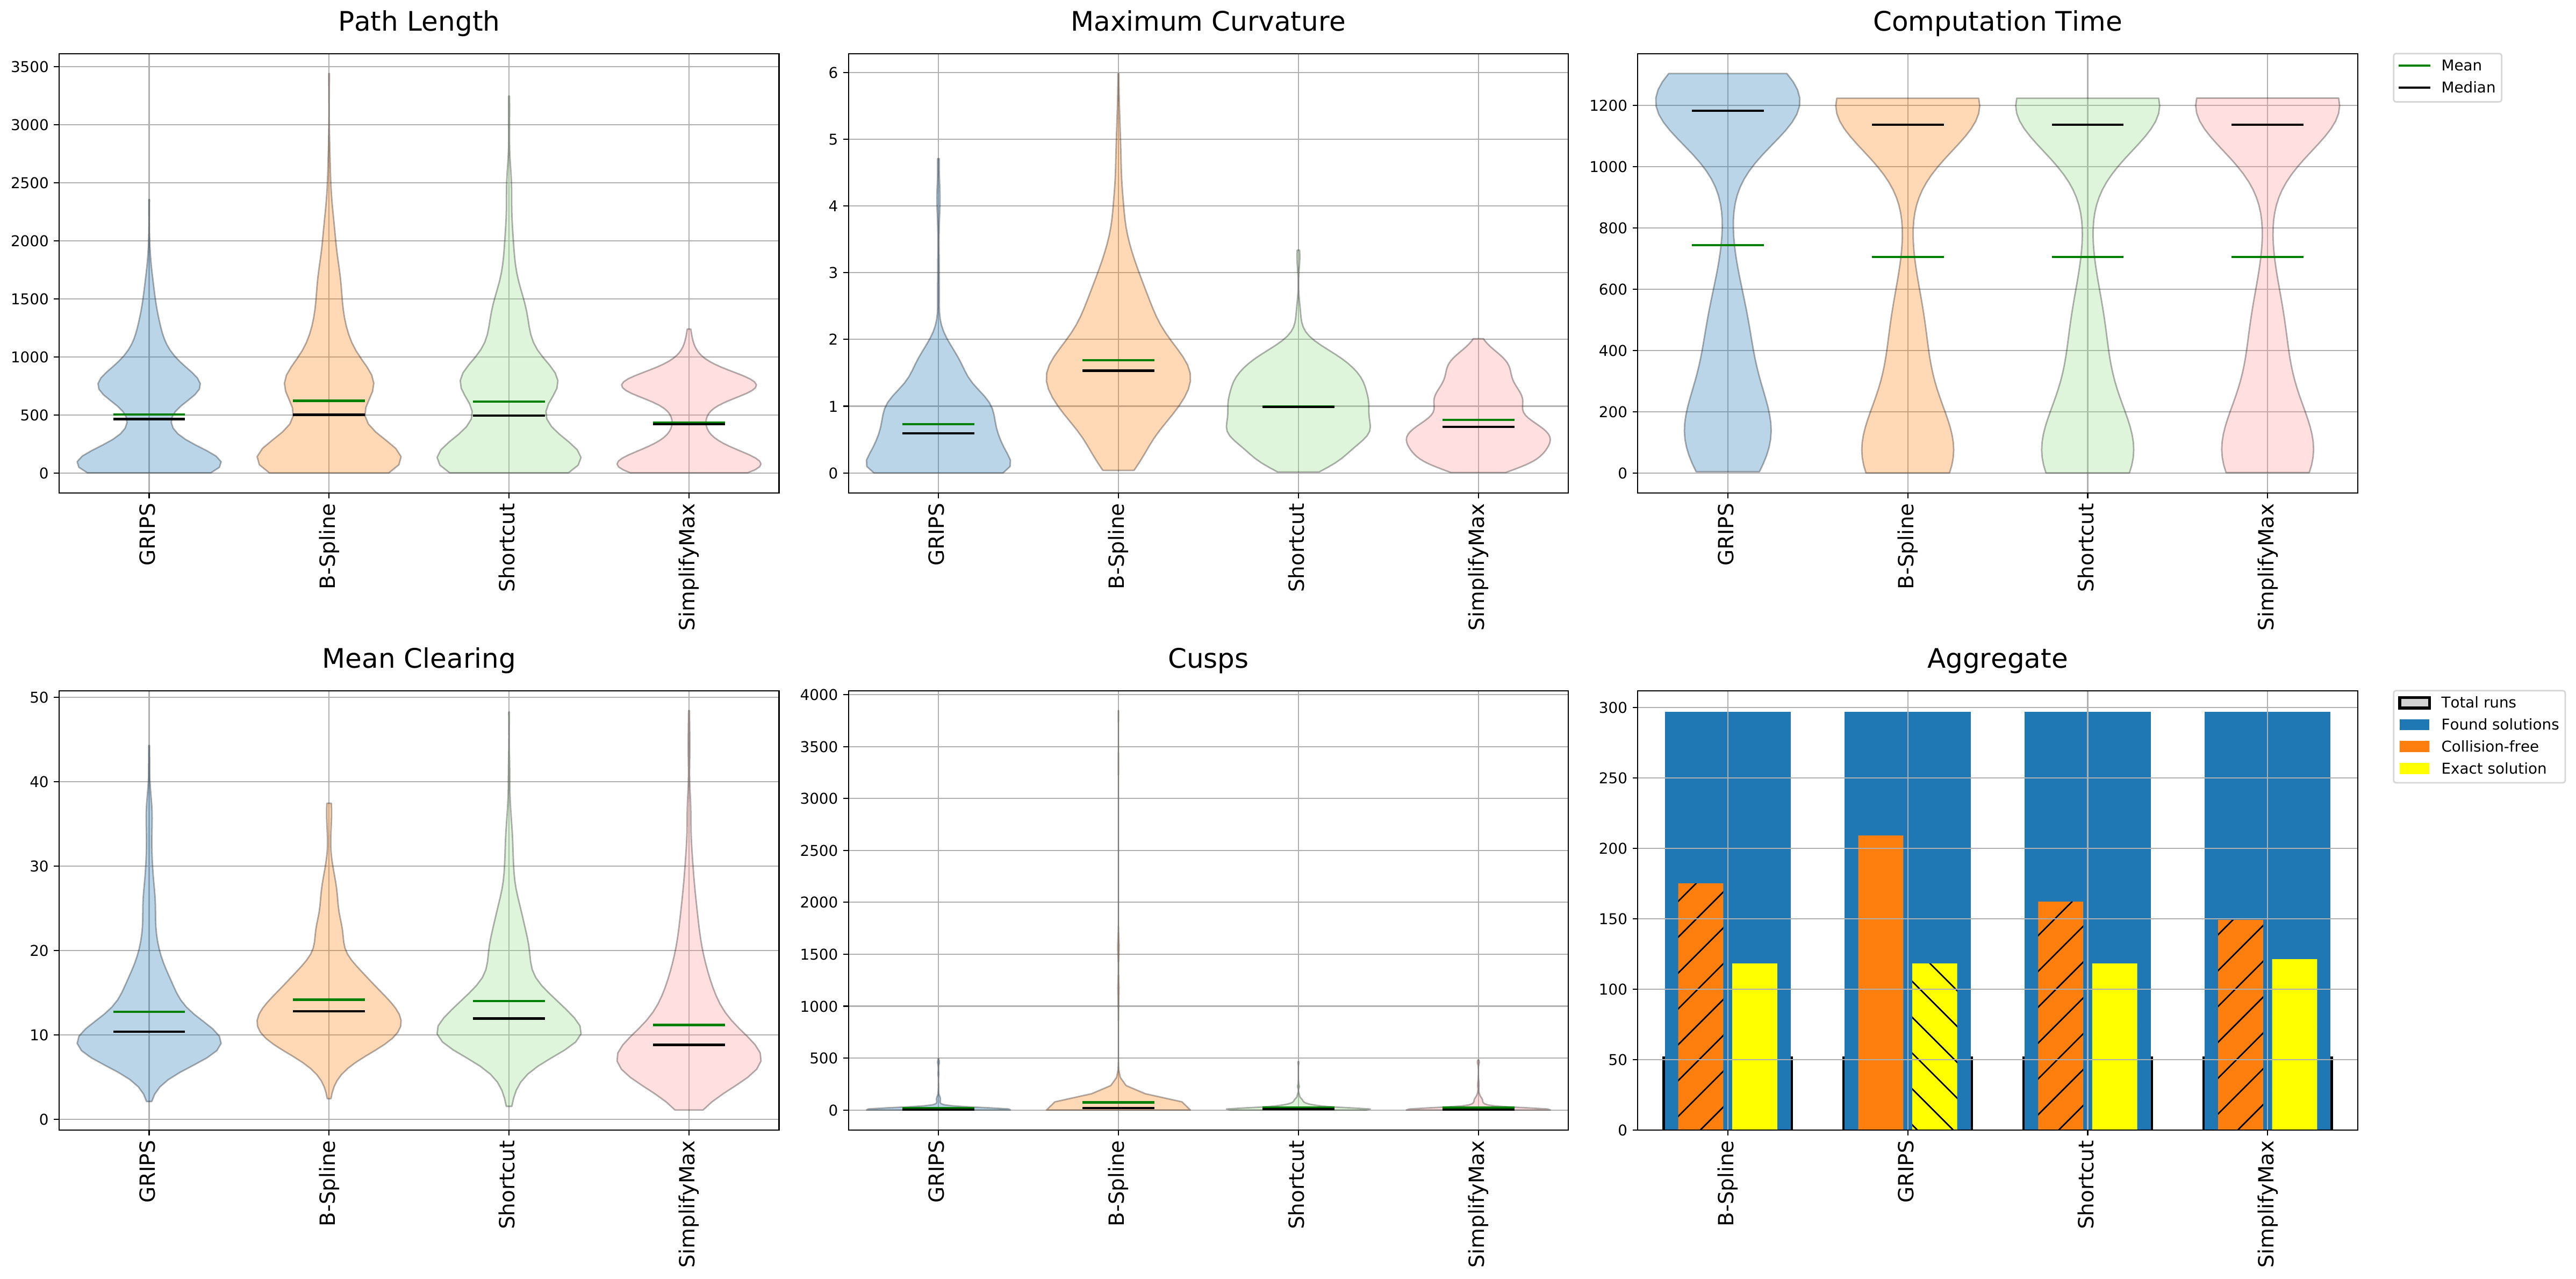 Path Length
3500
3000
2500
2000
1500
1000
500
0
GRIPS
B-Spline
Shortcut
SimplifyMax
Maximum Curvature
6
5
4
3
2
1
0
GRIPS
B-Spline
Shortcut
SimplifyMax
Computation Time
1200
1000
800
600
400
200
0
GRIPS
B-Spline
Shortcut
SimplifyMax
Mean
Median
Mean Clearing
50
40
30
20
10
0
GRIPS
B-Spline
Shortcut
SimplifyMax
Cusps
4000
3500
3000
2500
2000
1500
1000
500
0
GRIPS
B-Spline
Shortcut
SimplifyMax
Aggregate
300
250
200
150
100
50
0
B-Spline
GRIPS
Shortcut
SimplifyMax
Total runs
Found solutions
Collision-free
Exact solution